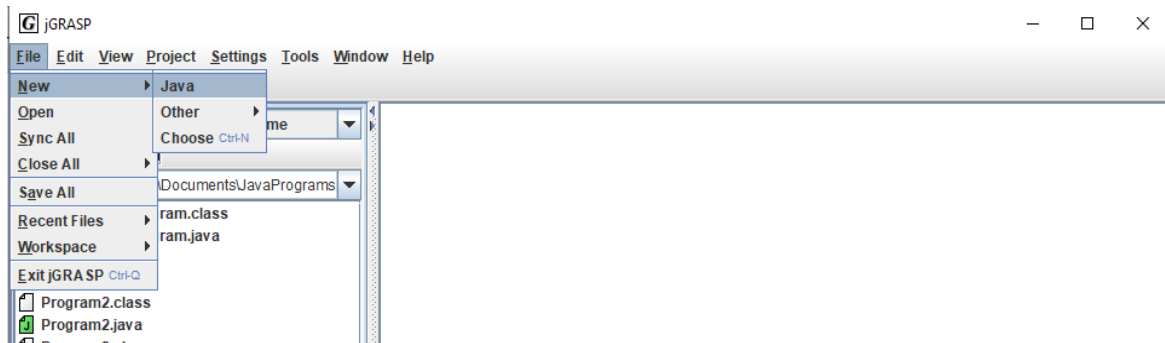 G jGRASP
File Edit View Project Settings Tools Window Help
New Java
Open Other
me
Sync All Choose Ctrl-N
Close All
Save All \Documents\JavaPrograms
Recent Files ram.class
Workspace ram.java
Exit jGRASP Ctrl-Q
Program2.class
Program2.java